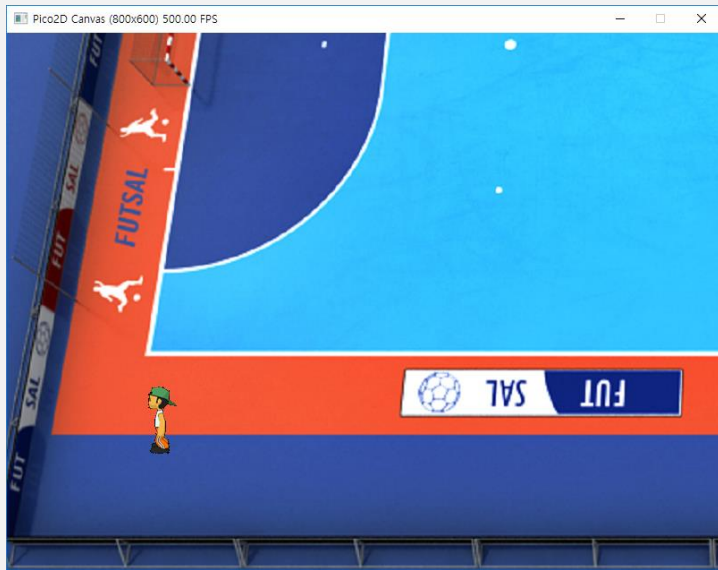 Pico2D Canvas (800x600) 500.00 FPS
FUT
SAL
FUTSAL
FUT
SAL
FUT
SAL FUT